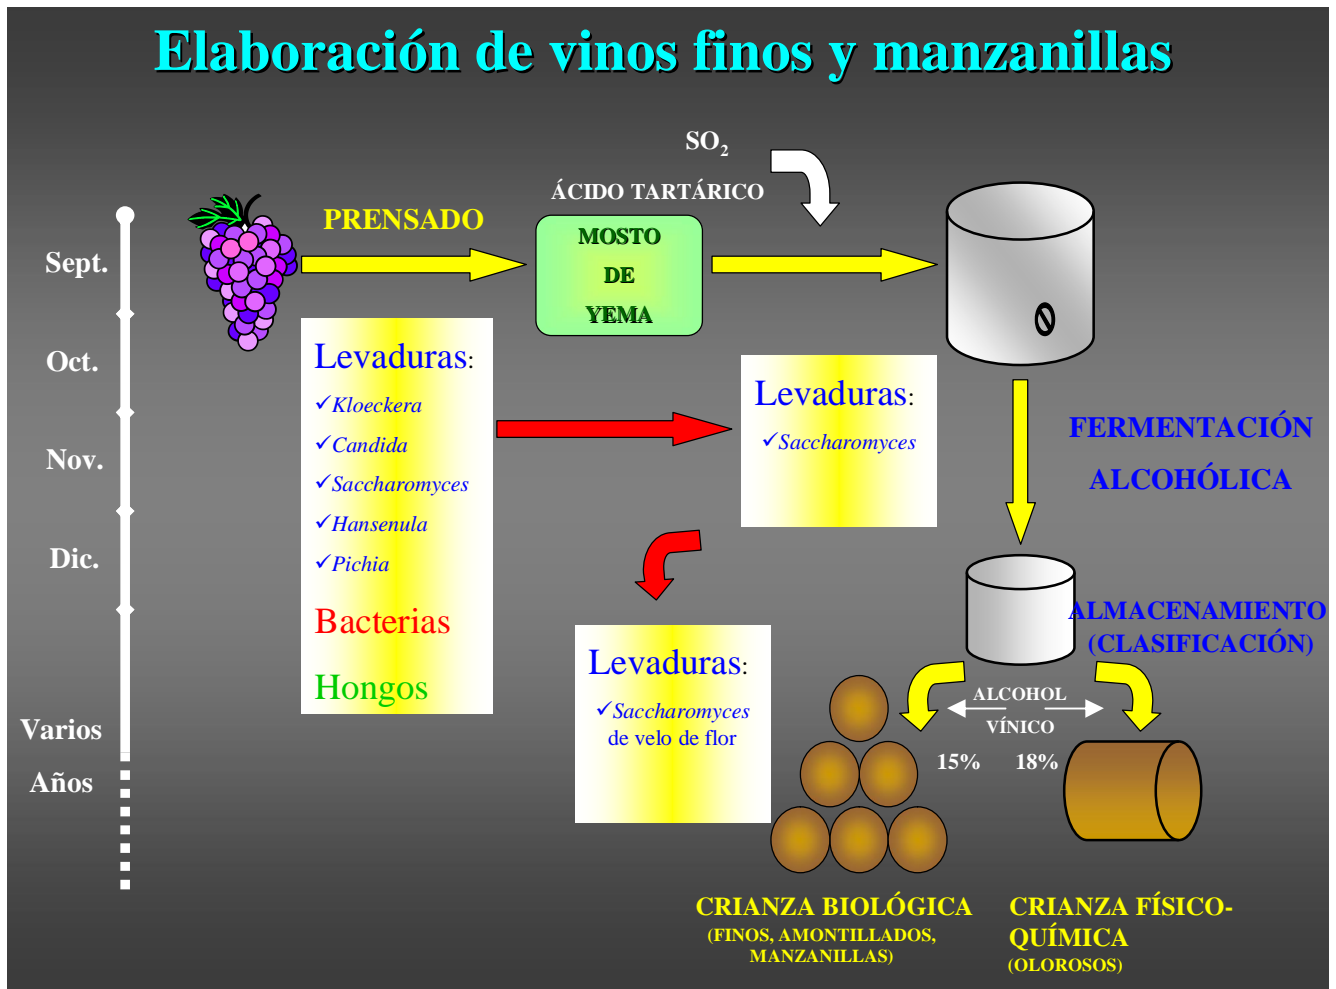 Elaboración de vinos finos y manzanillas
SO2
ÁCIDO TARTÁRICO
PRENSADO
MOSTO
DE
YEMA
Sept.
Oct.
Nov.
Dic.
Varios
Años
Levaduras:
✓Kloeckera
✓Candida
✓Saccharomyces
✓Hansenula
✓Pichia
Bacterias
Hongos
Levaduras:
✓Saccharomyces
FERMENTACIÓN
ALCOHÓLICA
ALMACENAMIENTO
(CLASIFICACIÓN)
Levaduras:
✓Saccharomyces
de velo de flor
ALCOHOL
VÍNICO
15% 18%
CRIANZA BIOLÓGICA
(FINOS, AMONTILLADOS,
MANZANILLAS)
CRIANZA FÍSICO-
QUÍMICA
(OLOROSOS)